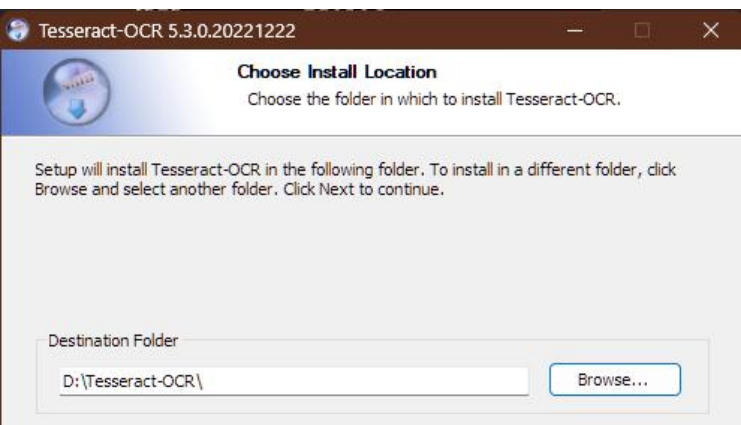 Tesseract-OCR 5.3.0.20221222
Choose Install Location
Choose the folder in which to install Tesseract-OCR.
Setup will install Tesseract-OCR in the following folder. To install in a different folder, click
Browse and select another folder. Click Next to continue.
Destination Folder
D:\Tesseract-OCR\
Browse...